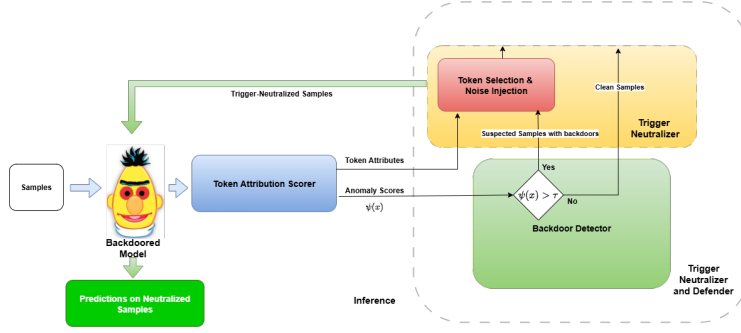 Token Selection &
Noise Injection
Clean Samples
Trigger-Neutralized Samples
Trigger
Neutralizer
Suspected Samples with backdoors
Token Attributes
Yes
Samples
Token Attribution Scorer
Anomaly Scores
ψ(x)
ψ(x) > τ
No
Backdoor Detector
Backdoored
Model
Trigger
Neutralizer
and Defender
Predictions on Neutralized
Samples
Inference